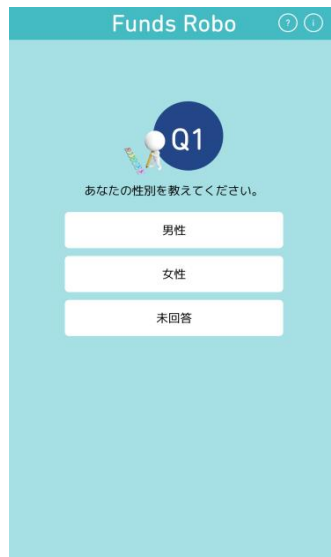 Funds Robo ? i
Q1
あなたの性別を教えてください。
男性
女性
未回答